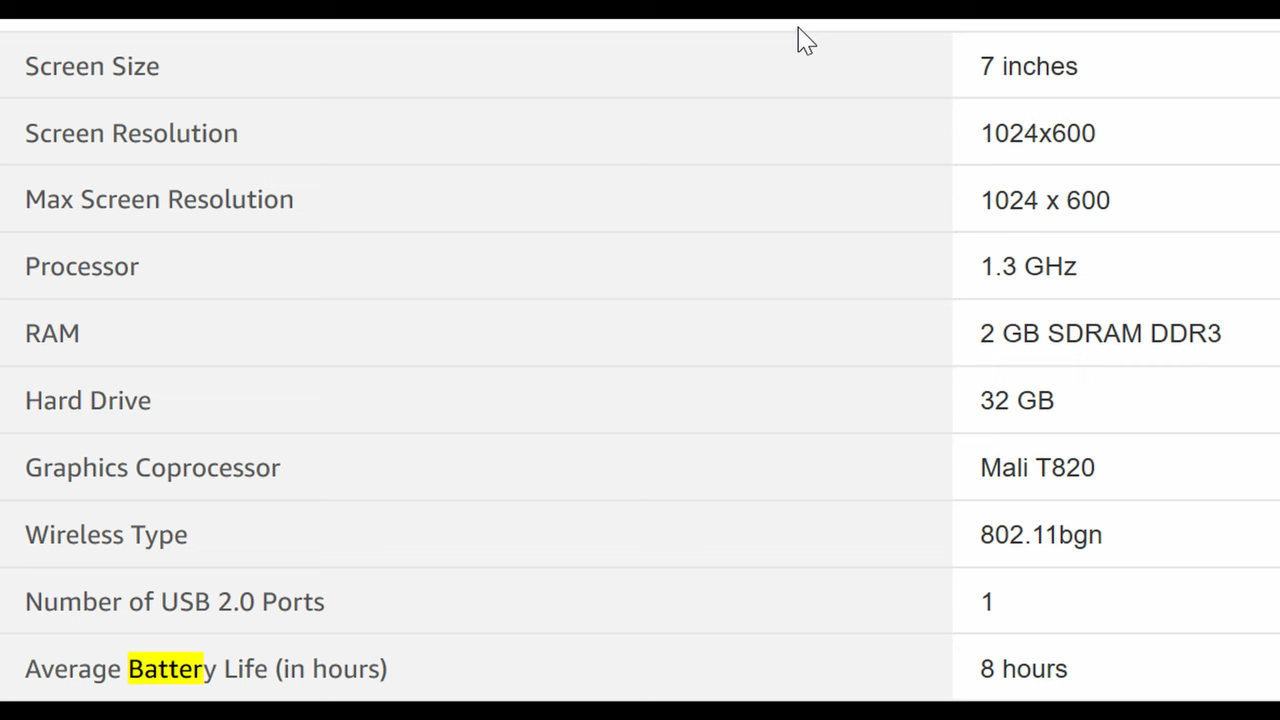 Screen Size 7 inches
Screen Resolution 1024x600
Max Screen Resolution 1024 x 600
Processor 1.3 GHz
RAM 2 GB SDRAM DDR3
Hard Drive 32 GB
Graphics Coprocessor Mali T820
Wireless Type 802.11bgn
Number of USB 2.0 Ports 1
Average Battery Life (in hours) 8 hours